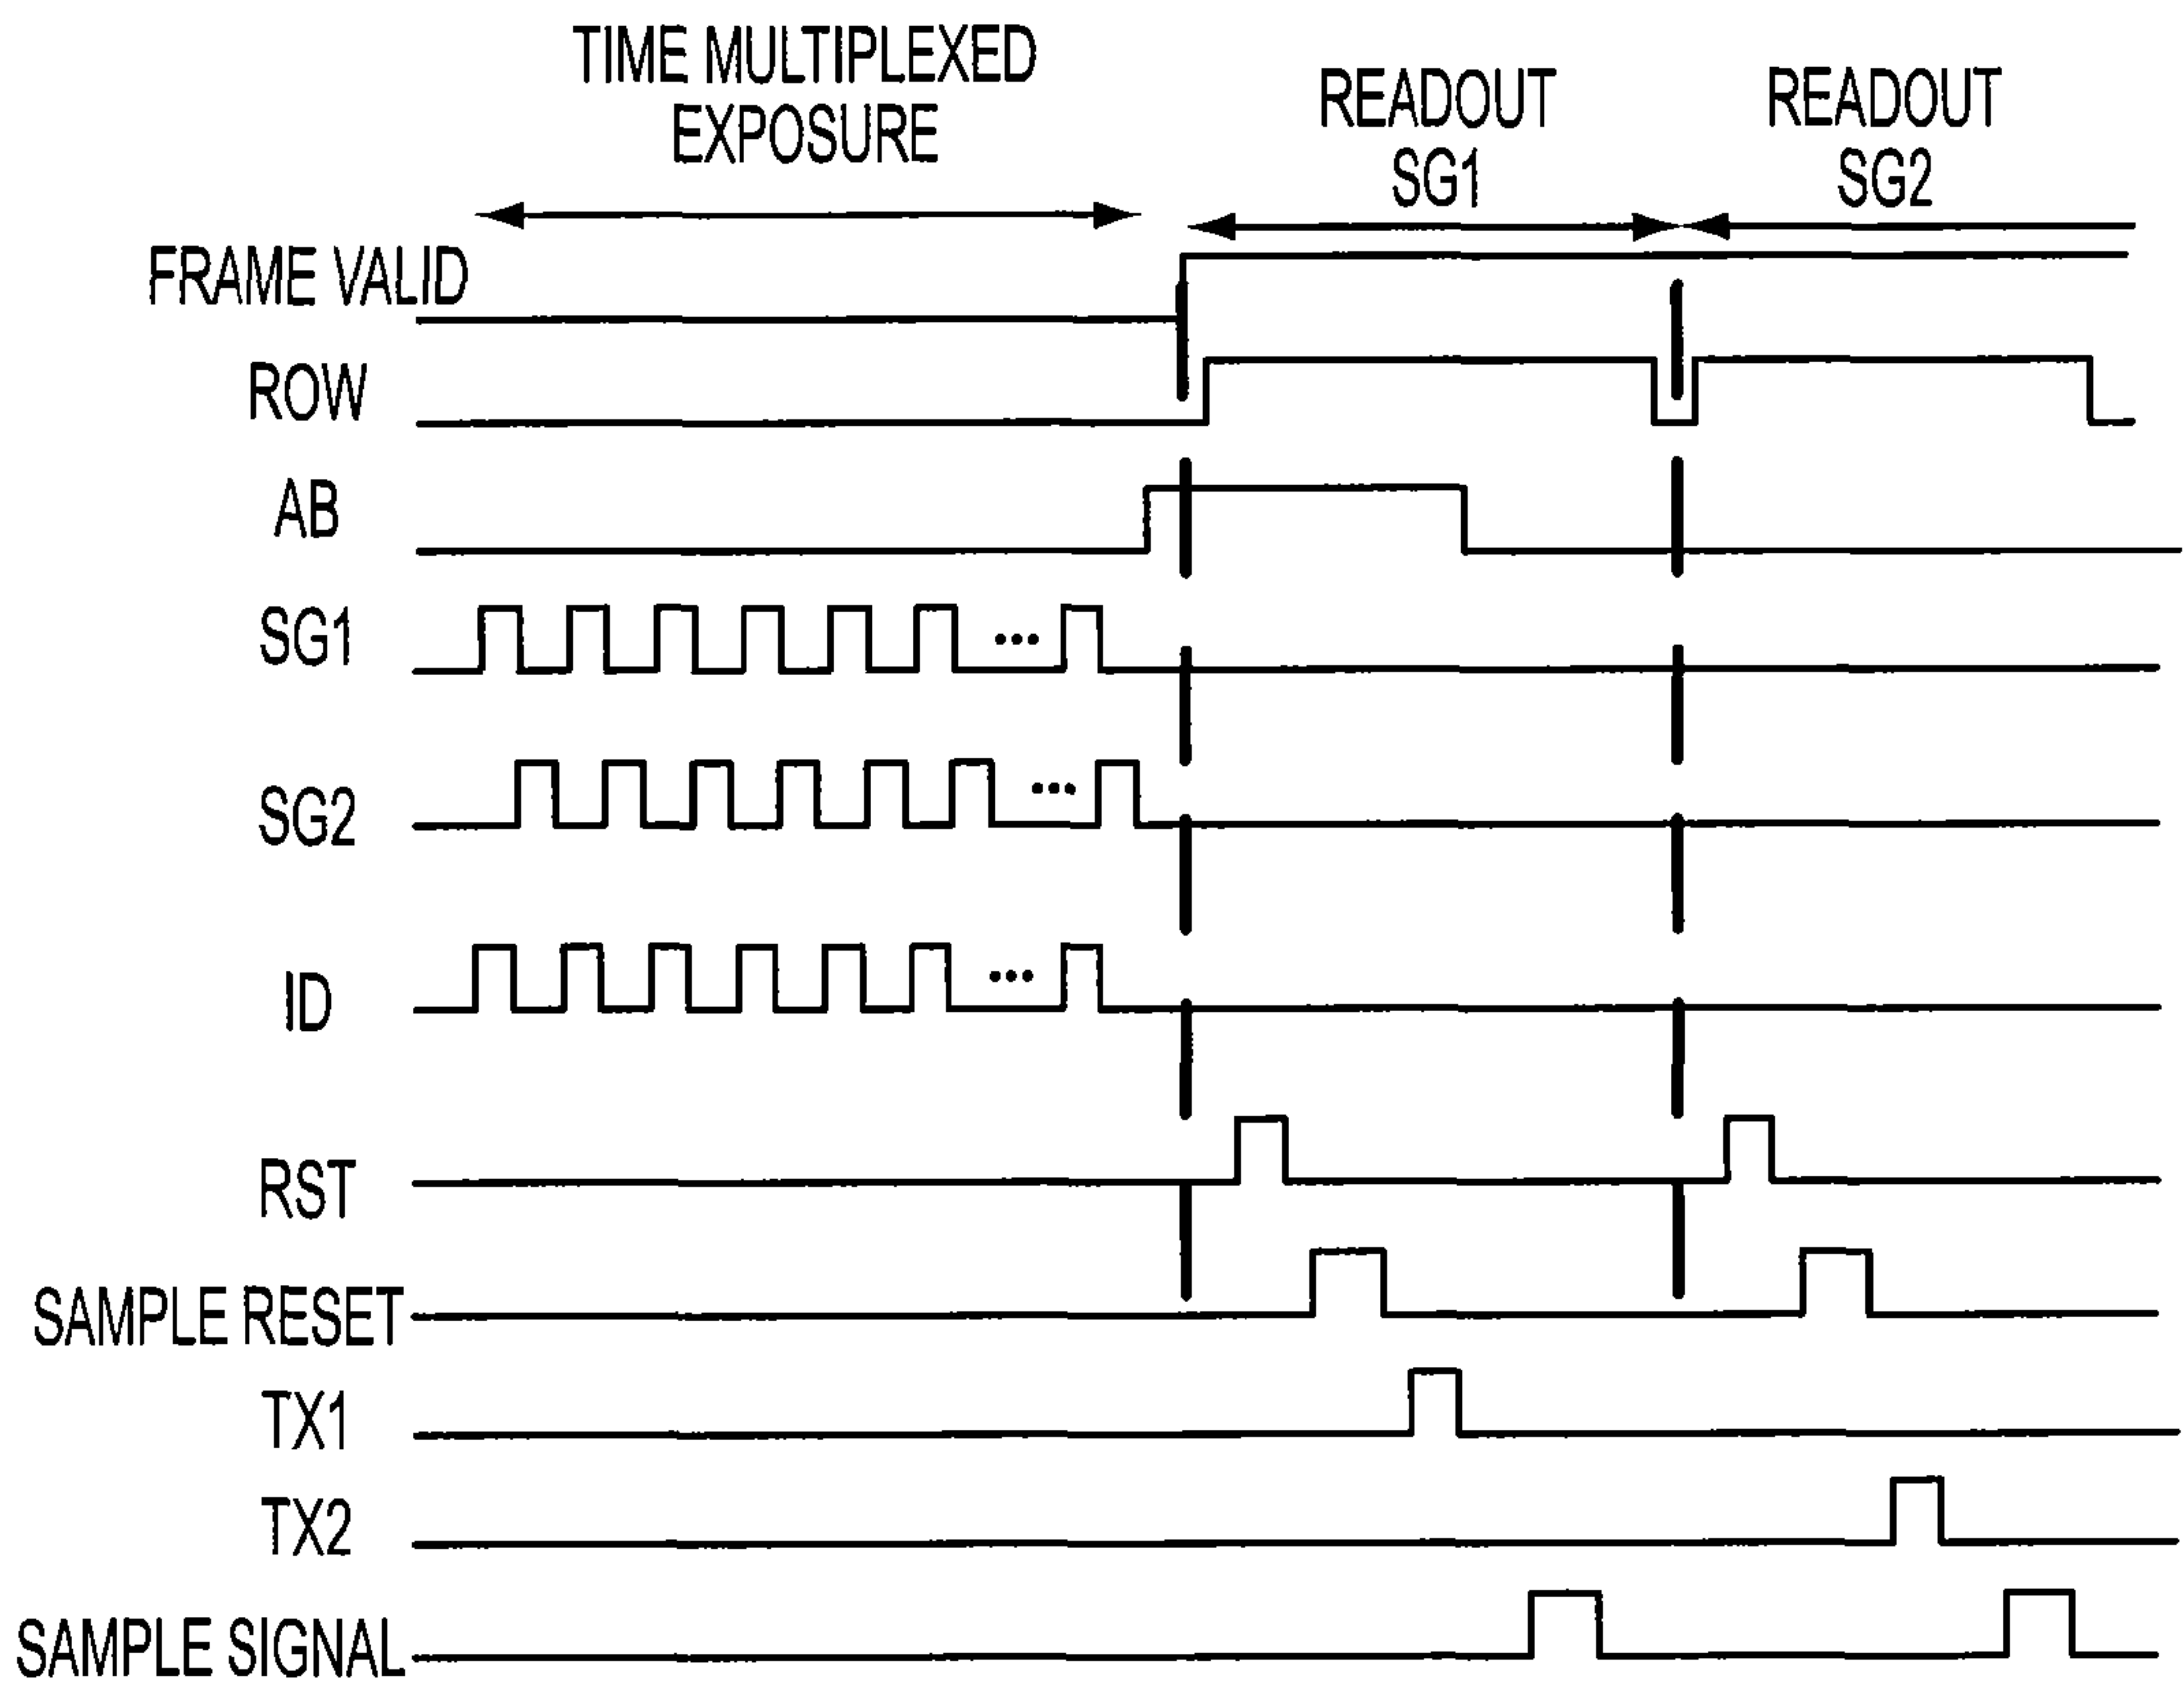 TIME MULTIPLEXED
EXPOSURE
READOUT
SG1
READOUT
SG2
FRAME VALID
ROW
AB
SG1
•••
SG2
•••
ID
•••
RST
SAMPLE RESET
TX1
TX2
SAMPLE SIGNAL